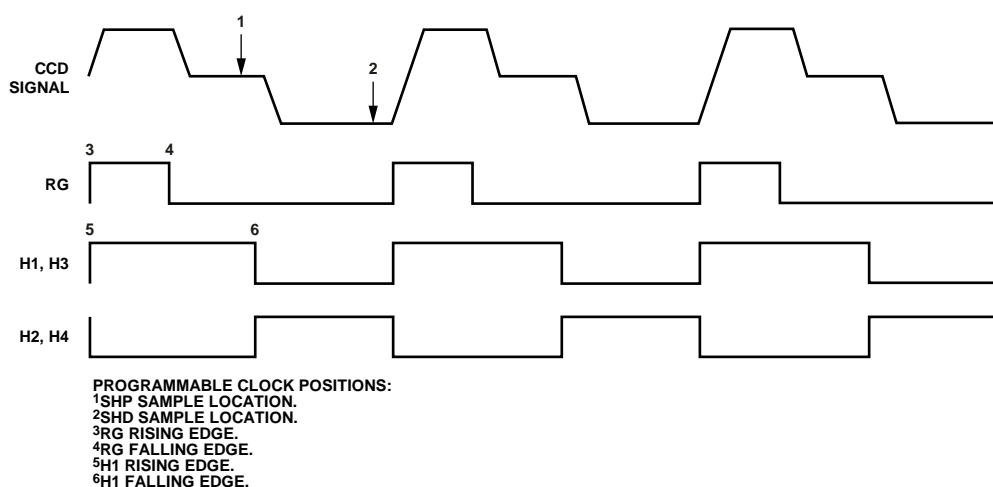 1
2
CCD
SIGNAL
3
4
RG
5
6
H1, H3
H2, H4
PROGRAMMABLE CLOCK POSITIONS:
1SHP SAMPLE LOCATION.
2SHD SAMPLE LOCATION.
3RG RISING EDGE.
4RG FALLING EDGE.
5H1 RISING EDGE.
6H1 FALLING EDGE.